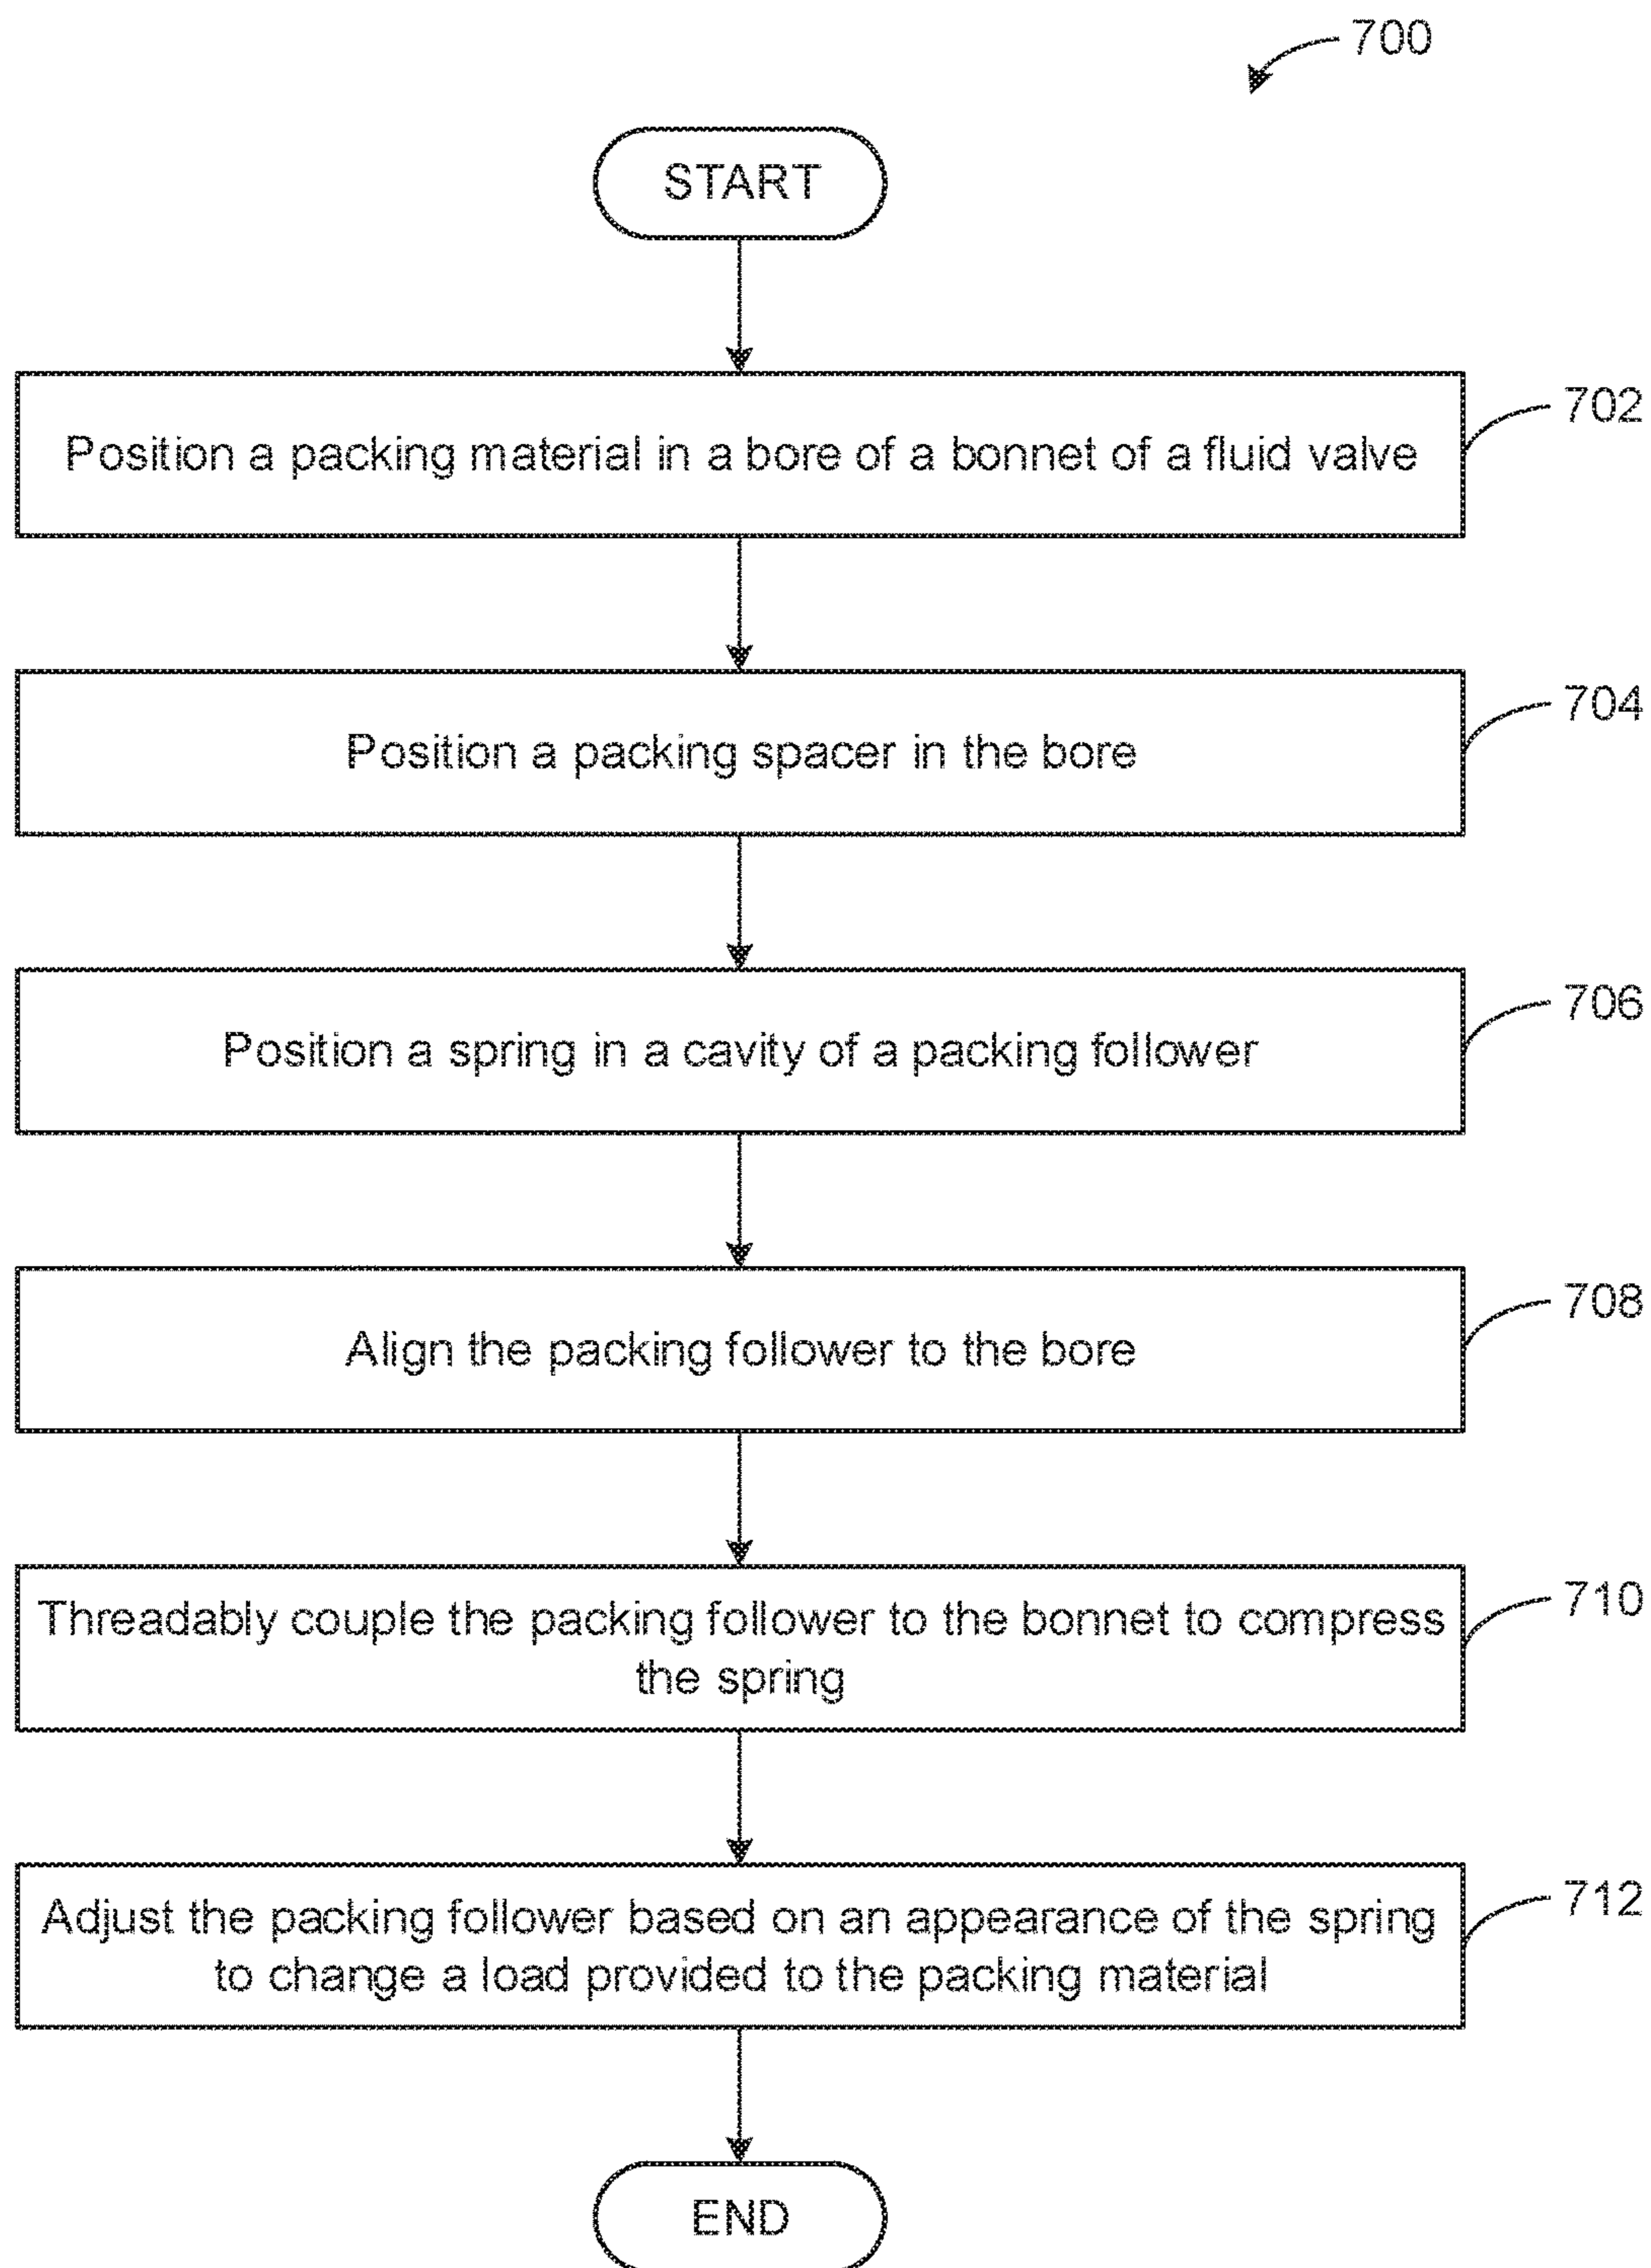 700
START
Position a packing material in a bore of a bonnet of a fluid valve
702
Position a packing spacer in the bore
704
Position a spring in a cavity of a packing follower
706
Align the packing follower to the bore
708
Threadably couple the packing follower to the bonnet to compress
the spring
710
Adjust the packing follower based on an appearance of the spring
to change a load provided to the packing material
712
END